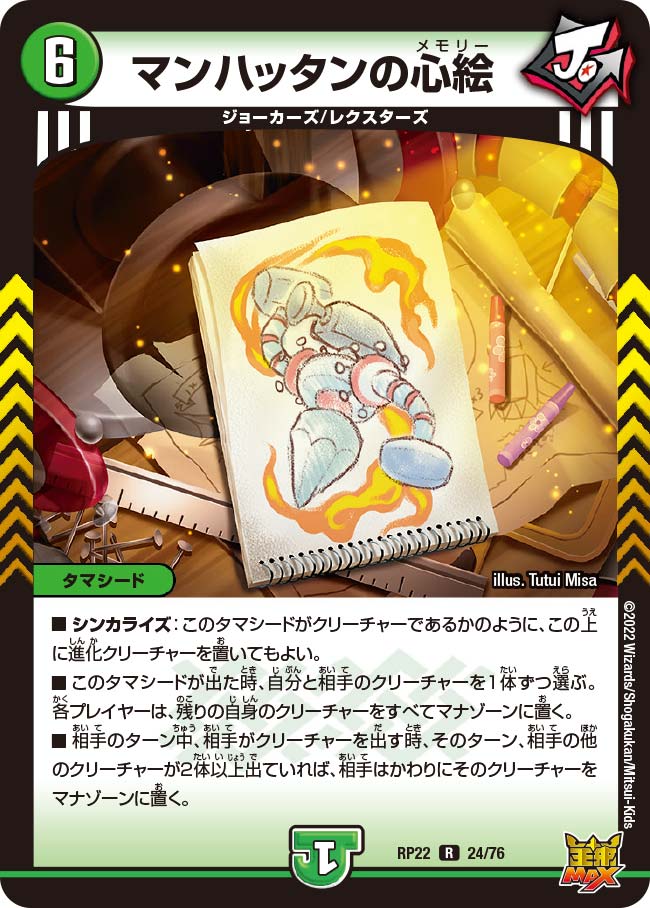 6
メモリー
マンハッタンの心絵
J
ジョーカーズ/レクスターズ
タマシード
illus. Tutui Misa
■ シンカライズ:このタマシードがクリーチャーであるかのように、この上
に進化クリーチャーを置いてもよい。
■ このタマシードが出た時、自分と相手のクリーチャーを1体ずつ選ぶ。
各プレイヤーは、残りの自身のクリーチャーをすべてマナゾーンに置く。
■ 相手のターン中、相手がクリーチャーを出す時、そのターン、相手の他
のクリーチャーが2体以上出ていれば、相手はかわりにそのクリーチャーを
マナゾーンに置く。
©2022 Wizards/Shogakukan/Mitsui-Kids
J1
RP22 R 24/76
王来
MAX